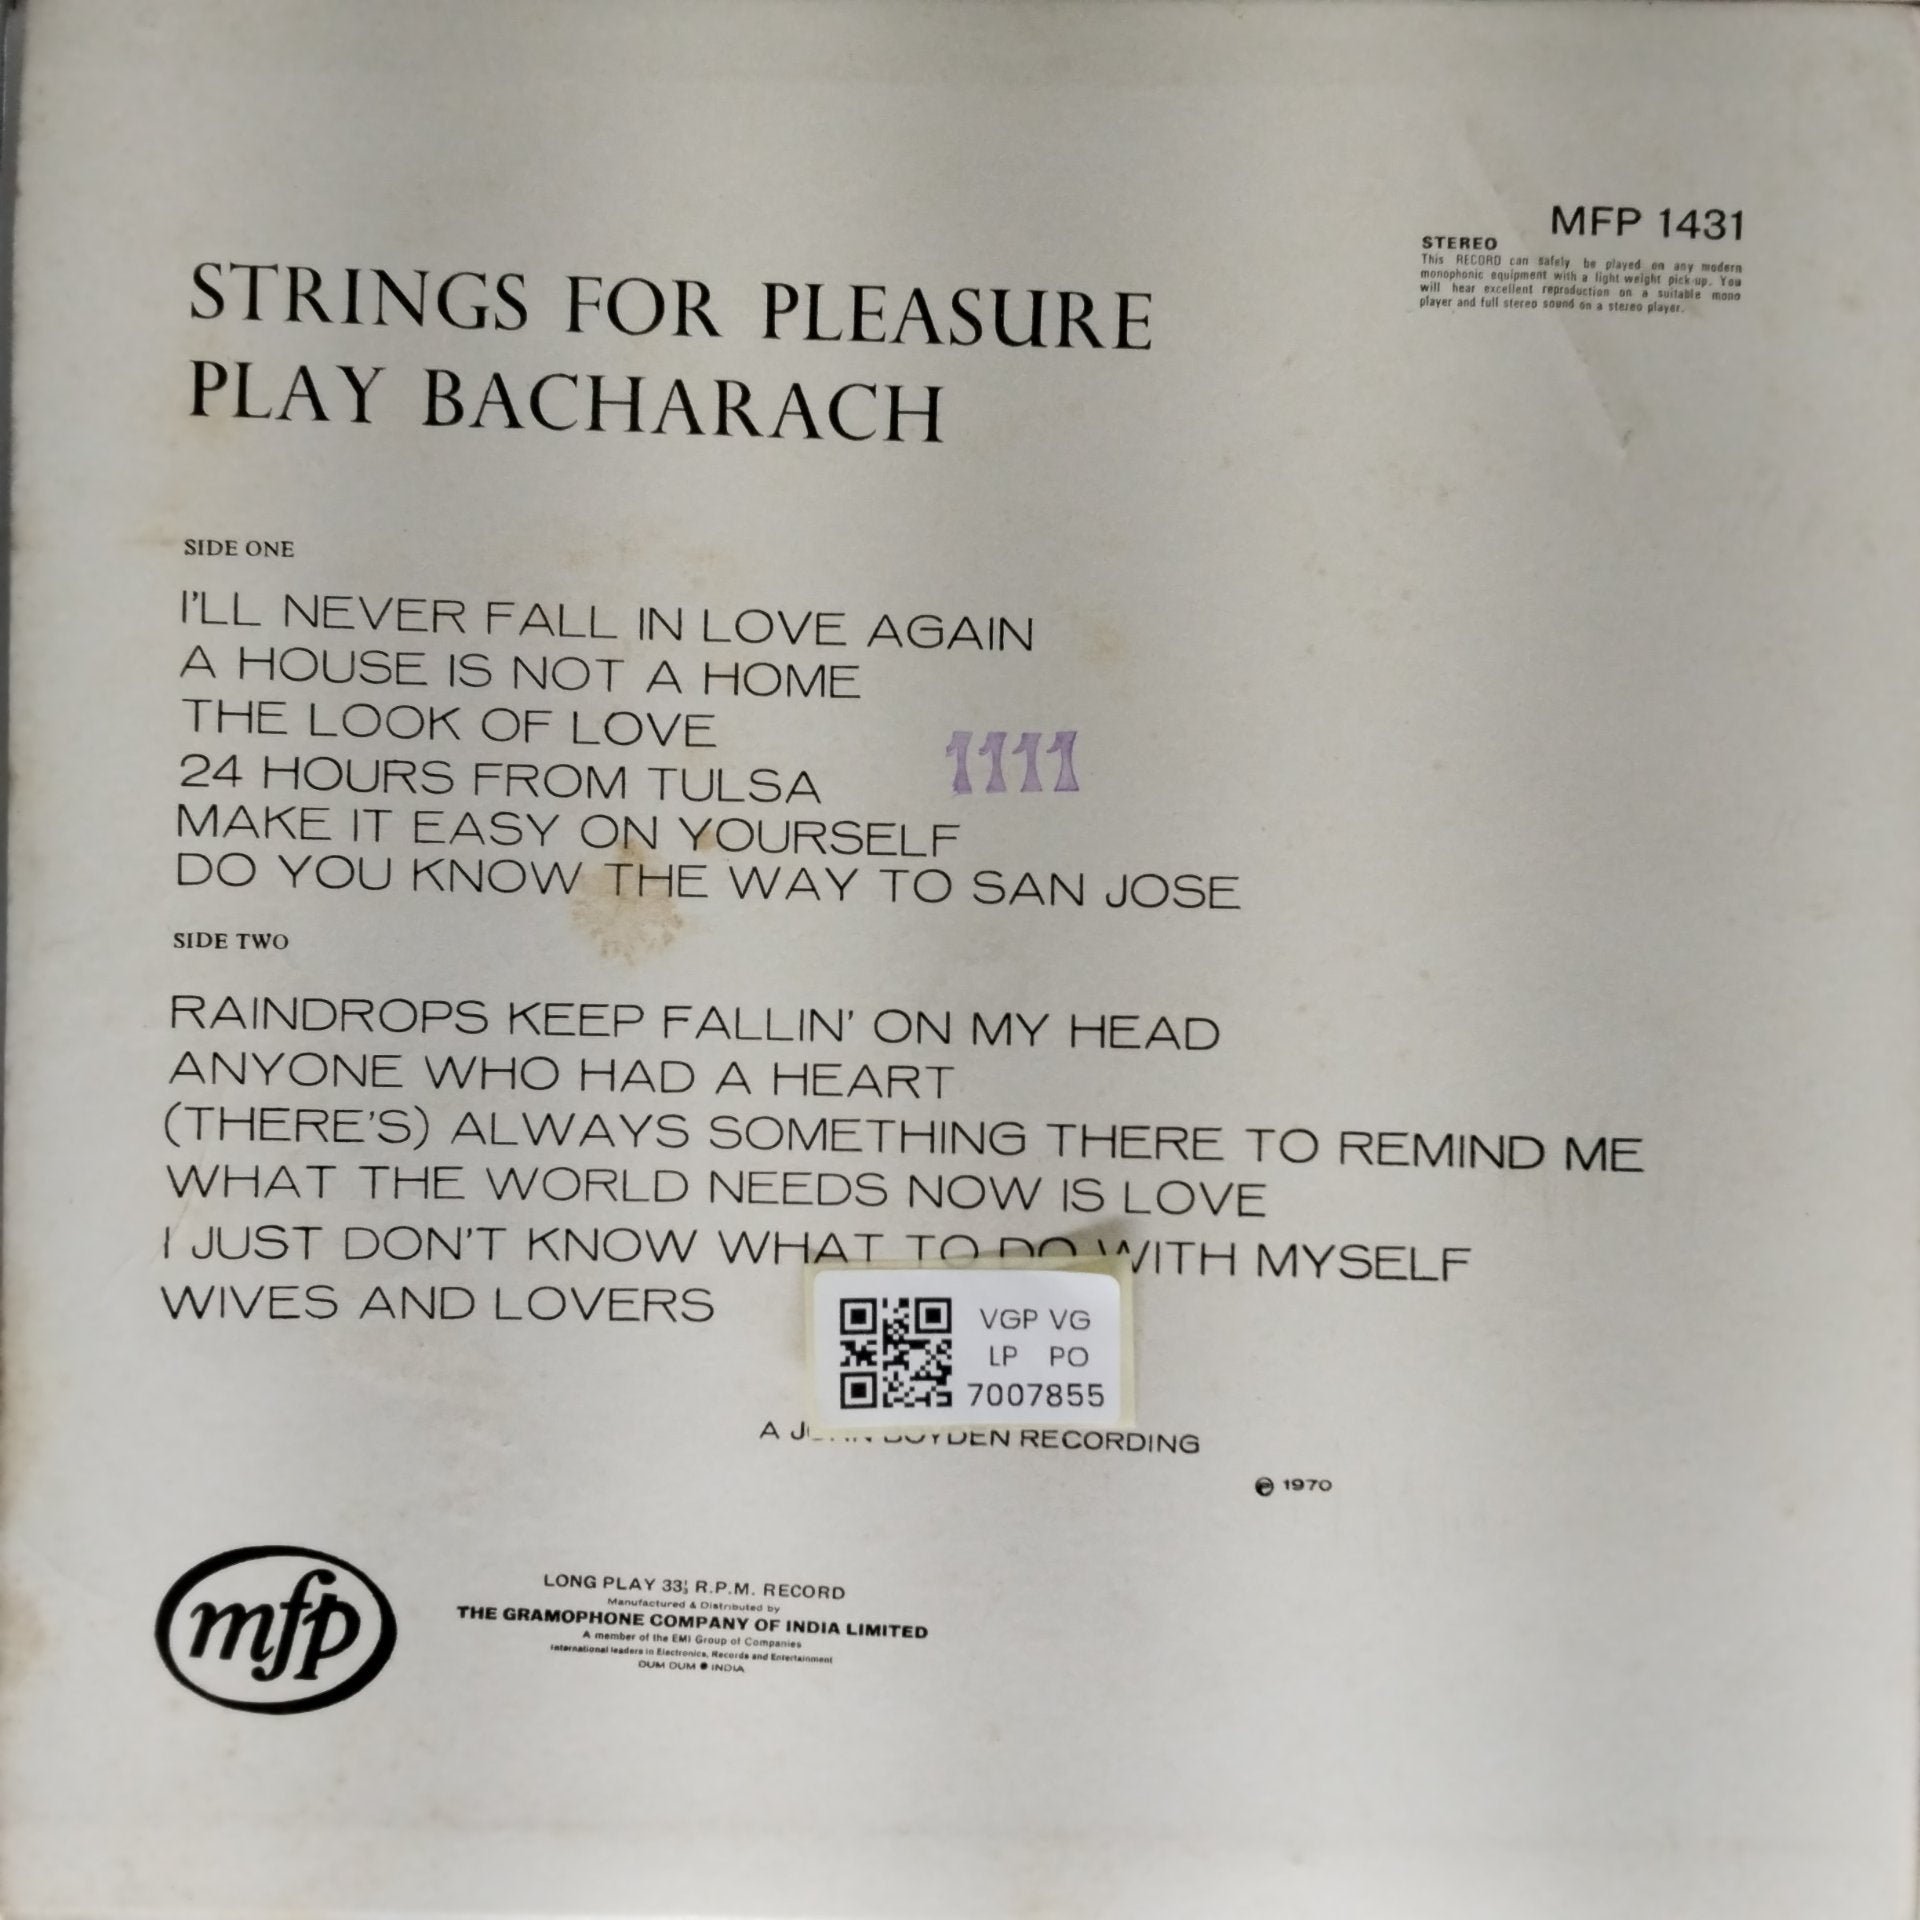 MFP 1431
STEREO
This RECORD can safely be played on any modern
monophonic equipment with a light weight pick-up. You
will hear excellent reproduction on a suitable mono
player and full stereo sound on a stereo player.
STRINGS FOR PLEASURE
PLAY BACHARACH
SIDE ONE
I'LL NEVER FALL IN LOVE AGAIN
A HOUSE IS NOT A HOME
THE LOOK OF LOVE
24 HOURS FROM TULSA
1111
MAKE IT EASY ON YOURSELF
DO YOU KNOW THE WAY TO SAN JOSE
SIDE TWO
RAINDROPS KEEP FALLIN' ON MY HEAD
ANYONE WHO HAD A HEART
(THERE'S) ALWAYS SOMETHING THERE TO REMIND ME
WHAT THE WORLD NEEDS NOW IS LOVE
I JUST DON'T KNOW WHAT TO DO WITH MYSELF
WIVES AND LOVERS
VGP VG
LP PO
7007855
A RECORDING
℗ 1970
mfp
LONG PLAY 33⅓ R.P.M. RECORD
Manufactured & Distributed by
THE GRAMOPHONE COMPANY OF INDIA LIMITED
A member of the EMI Group of Companies
International leaders in Electronics, Records and Entertainment
DUM DUM ● INDIA